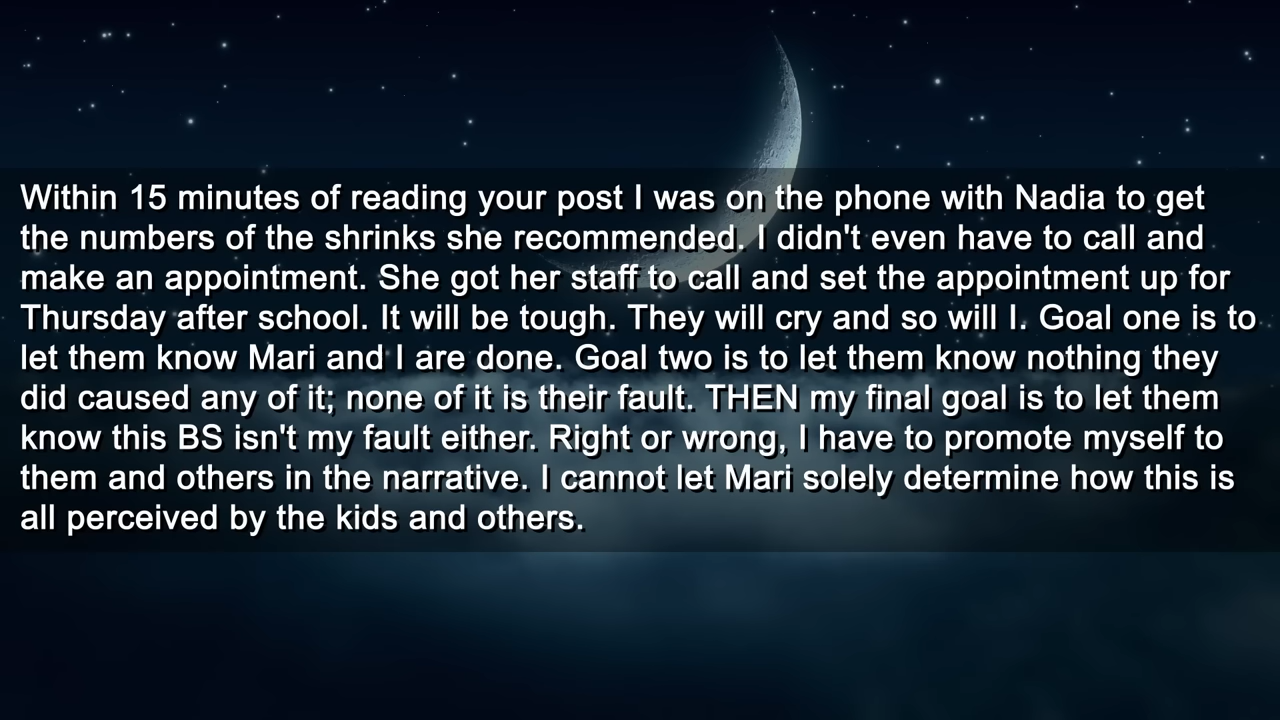 Within 15 minutes of reading your post I was on the phone with Nadia to get
the numbers of the shrinks she recommended. I didn't even have to call and
make an appointment. She got her staff to call and set the appointment up for
Thursday after school. It will be tough. They will cry and so will I. Goal one is to
let them know Mari and I are done. Goal two is to let them know nothing they
did caused any of it; none of it is their fault. THEN my final goal is to let them
know this BS isn't my fault either. Right or wrong, I have to promote myself to
them and others in the narrative. I cannot let Mari solely determine how this is
all perceived by the kids and others.